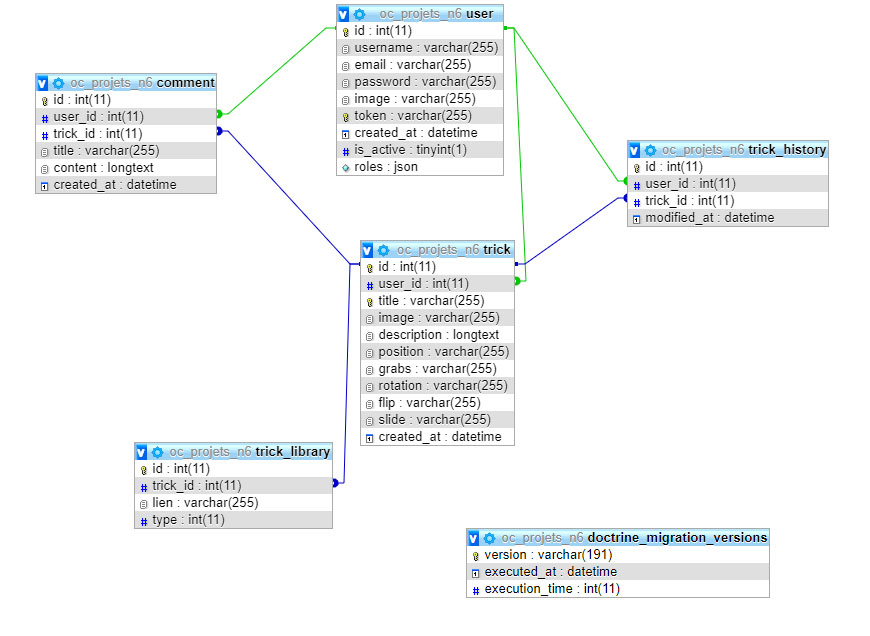 oc_projets_n6 user
id : int(11)
username : varchar(255)
email : varchar(255)
password : varchar(255)
image : varchar(255)
token : varchar(255)
created_at : datetime
is_active : tinyint(1)
roles : json
oc_projets_n6 comment
id : int(11)
user_id : int(11)
trick_id : int(11)
title : varchar(255)
content : longtext
created_at : datetime
oc_projets_n6 trick_history
id : int(11)
user_id : int(11)
trick_id : int(11)
modified_at : datetime
oc_projets_n6 trick
id : int(11)
user_id : int(11)
title : varchar(255)
image : varchar(255)
description : longtext
position : varchar(255)
grabs : varchar(255)
rotation : varchar(255)
flip : varchar(255)
slide : varchar(255)
created_at : datetime
oc_projets_n6 trick_library
id : int(11)
trick_id : int(11)
lien : varchar(255)
type : int(11)
oc_projets_n6 doctrine_migration_versions
version : varchar(191)
executed_at : datetime
execution_time : int(11)